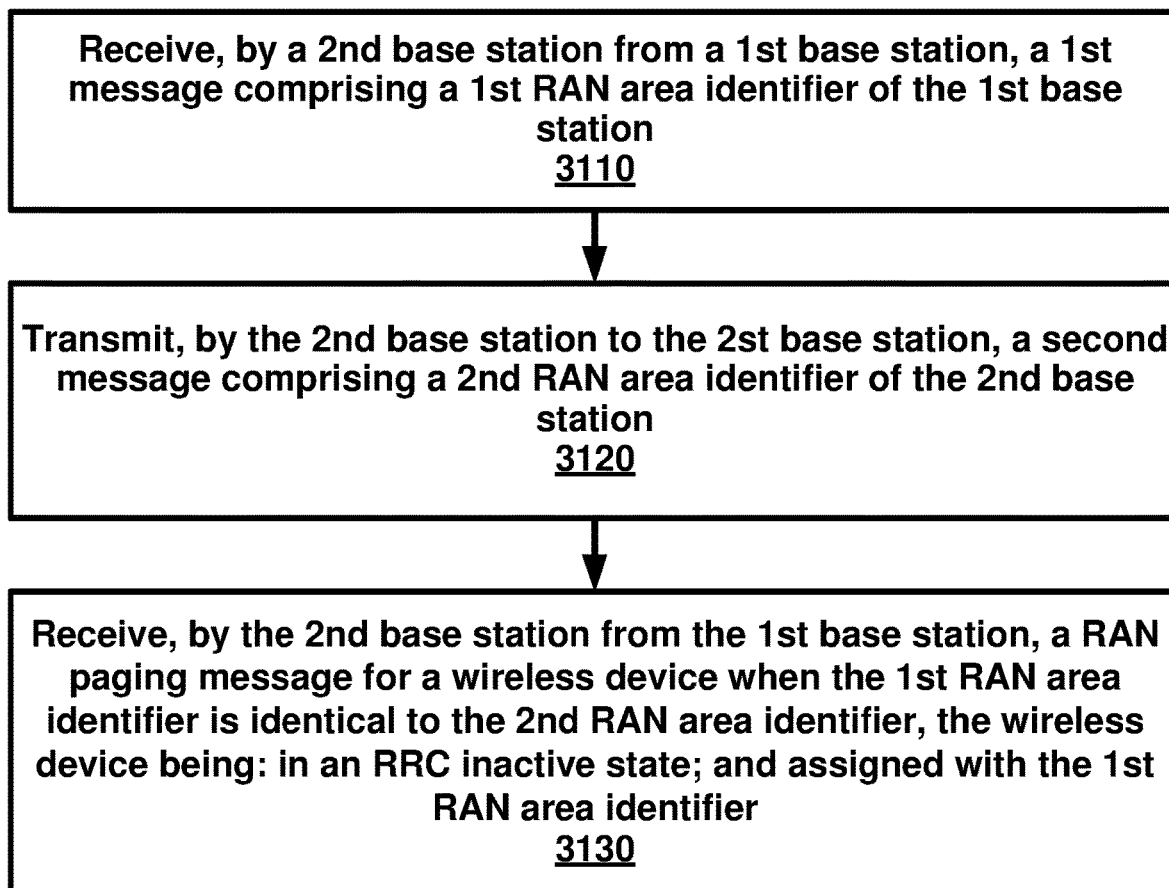 Receive, by a 2nd base station from a 1st base station, a 1st
message comprising a 1st RAN area identifier of the 1st base
station
3110
Transmit, by the 2nd base station to the 2st base station, a second
message comprising a 2nd RAN area identifier of the 2nd base
station
3120
Receive, by the 2nd base station from the 1st base station, a RAN
paging message for a wireless device when the 1st RAN area
identifier is identical to the 2nd RAN area identifier, the wireless
device being: in an RRC inactive state; and assigned with the 1st
RAN area identifier
3130